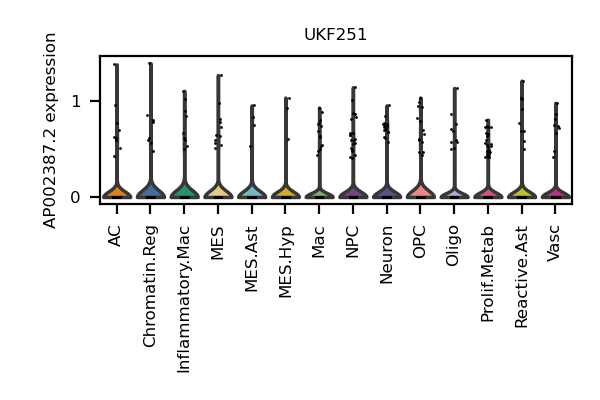 UKF251
AP002387.2 expression
1
0
AC
Chromatin.Reg
Inflammatory.Mac
MES
MES.Ast
MES.Hyp
Mac
NPC
Neuron
OPC
Oligo
Prolif.Metab
Reactive.Ast
Vasc